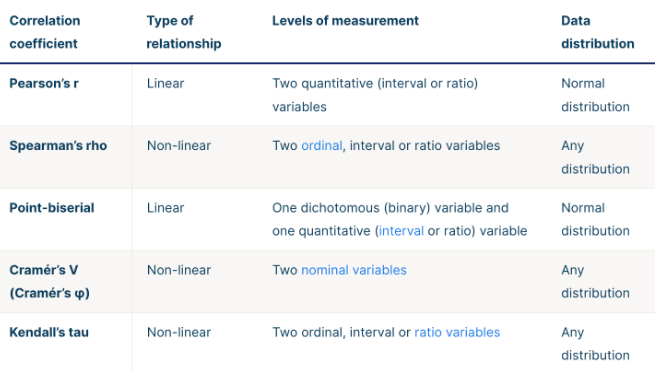 Correlation coefficient Type of relationship Levels of measurement Data distribution
Pearson's r Linear Two quantitative (interval or ratio) variables Normal distribution
Spearman's rho Non-linear Two ordinal, interval or ratio variables Any distribution
Point-biserial Linear One dichotomous (binary) variable and one quantitative (interval or ratio) variable Normal distribution
Cramér's V (Cramér's φ) Non-linear Two nominal variables Any distribution
Kendall's tau Non-linear Two ordinal, interval or ratio variables Any distribution